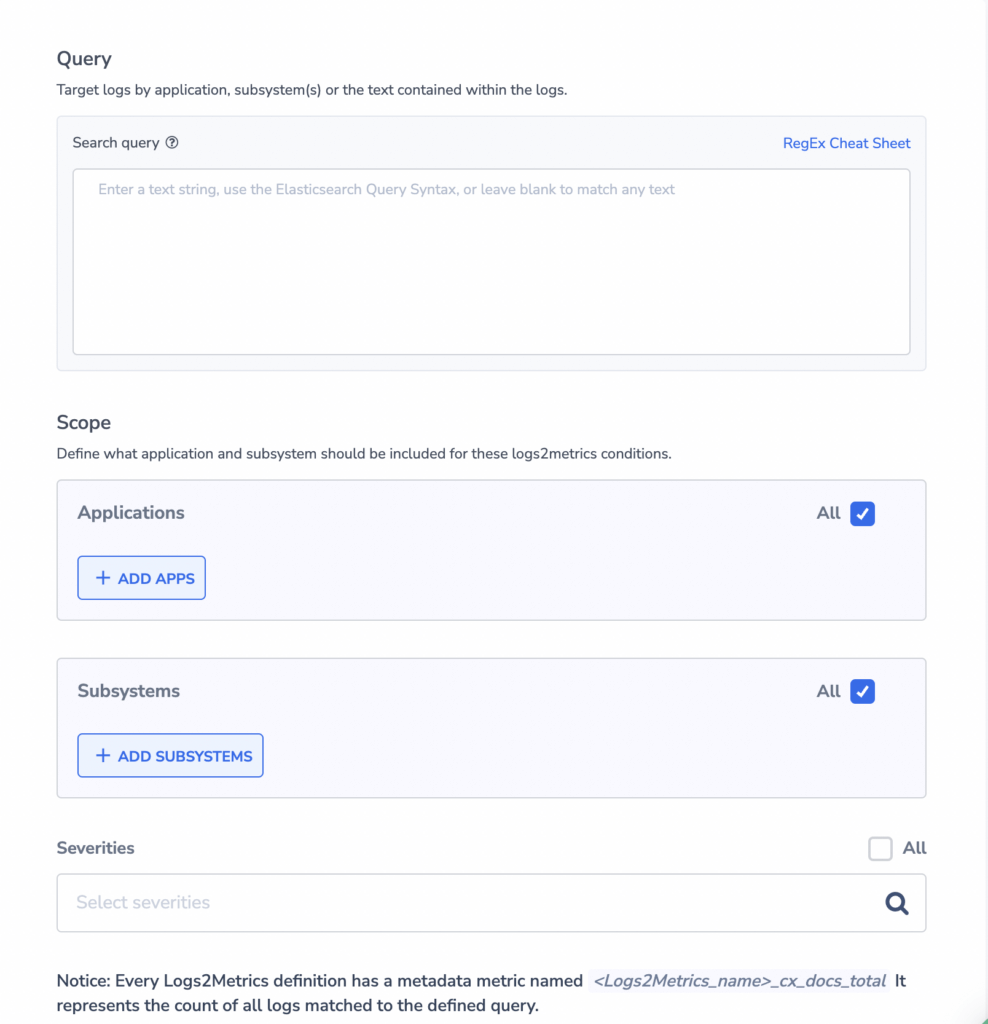 Query
Target logs by application, subsystem(s) or the text contained within the logs.
Search query
RegEx Cheat Sheet
Enter a text string, use the Elasticsearch Query Syntax, or leave blank to match any text
Scope
Define what application and subsystem should be included for these logs2metrics conditions.
Applications
All
+ ADD APPS
Subsystems
All
+ ADD SUBSYSTEMS
Severities
All
Select severities
Notice: Every Logs2Metrics definition has a metadata metric named <Logs2Metrics_name>_cx_docs_total It
represents the count of all logs matched to the defined query.